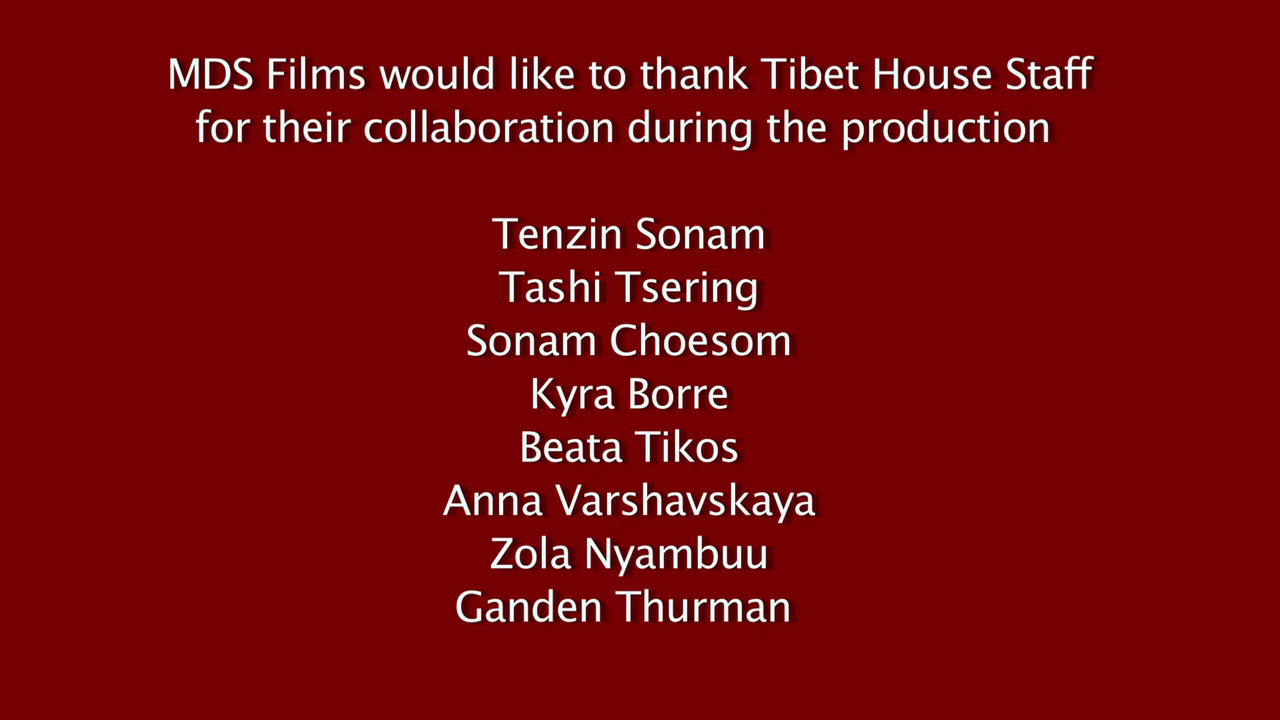 MDS Films would like to thank Tibet House Staff
for their collaboration during the production
Tenzin Sonam
Tashi Tsering
Sonam Choesom
Kyra Borre
Beata Tikos
Anna Varshavskaya
Zola Nyambuu
Ganden Thurman